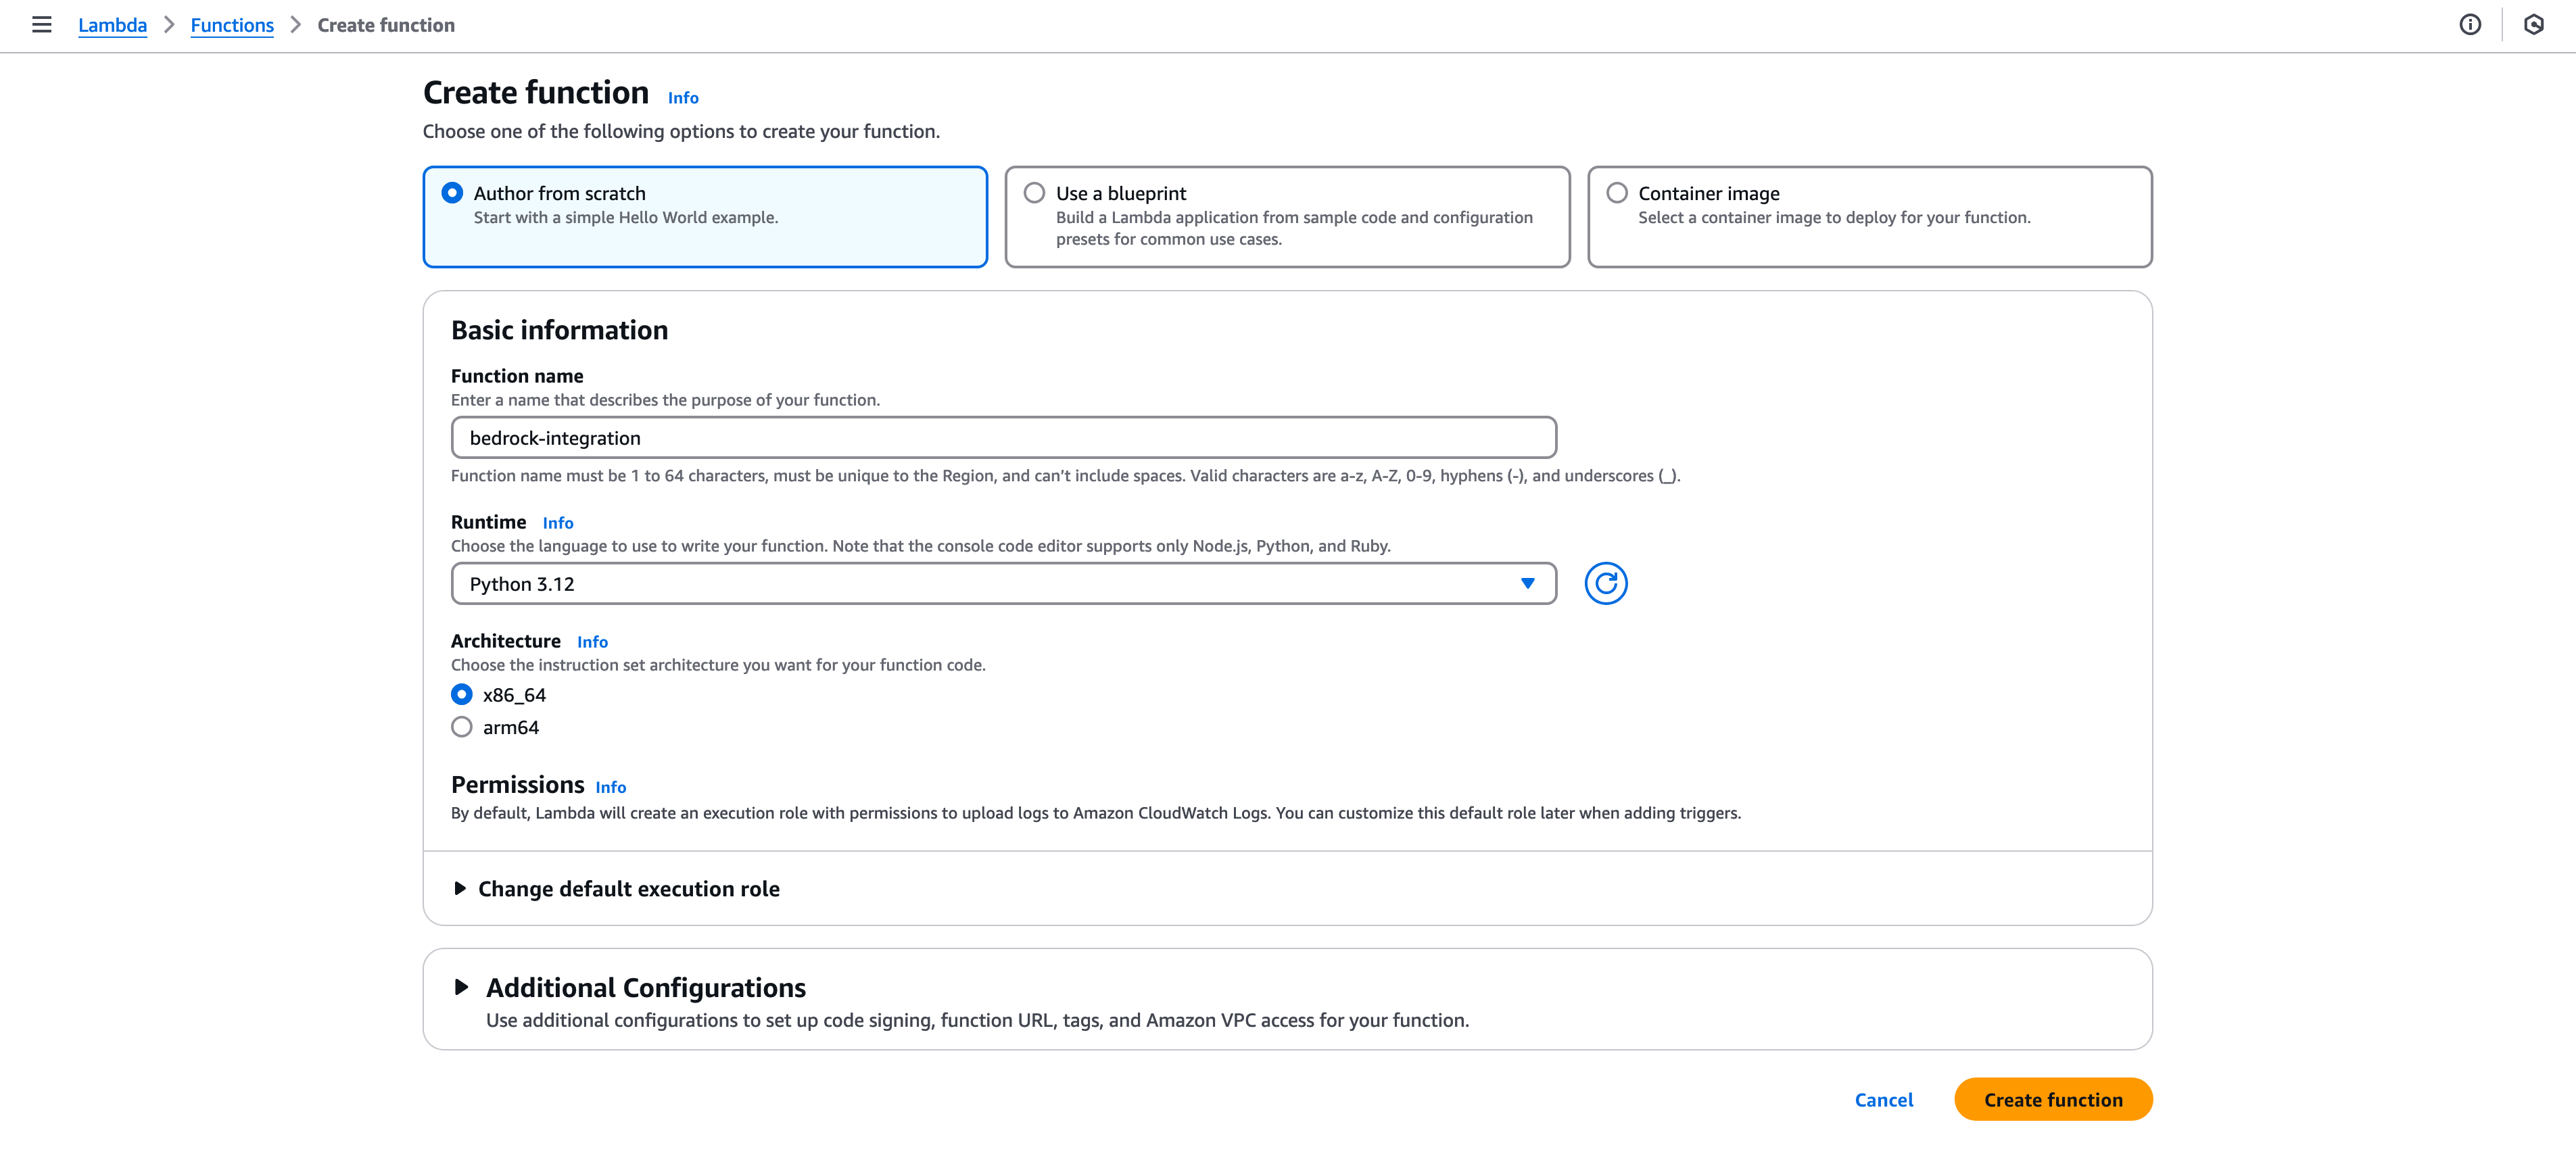 Lambda > Functions > Create function
Create function Info
Choose one of the following options to create your function.
Author from scratch
Start with a simple Hello World example.
Use a blueprint
Build a Lambda application from sample code and configuration
presets for common use cases.
Container image
Select a container image to deploy for your function.
Basic information
Function name
Enter a name that describes the purpose of your function.
bedrock-integration
Function name must be 1 to 64 characters, must be unique to the Region, and can't include spaces. Valid characters are a-z, A-Z, 0-9, hyphens (-), and underscores (_).
Runtime Info
Choose the language to use to write your function. Note that the console code editor supports only Node.js, Python, and Ruby.
Python 3.12
Architecture Info
Choose the instruction set architecture you want for your function code.
x86_64
arm64
Permissions Info
By default, Lambda will create an execution role with permissions to upload logs to Amazon CloudWatch Logs. You can customize this default role later when adding triggers.
Change default execution role
Additional Configurations
Use additional configurations to set up code signing, function URL, tags, and Amazon VPC access for your function.
Cancel Create function